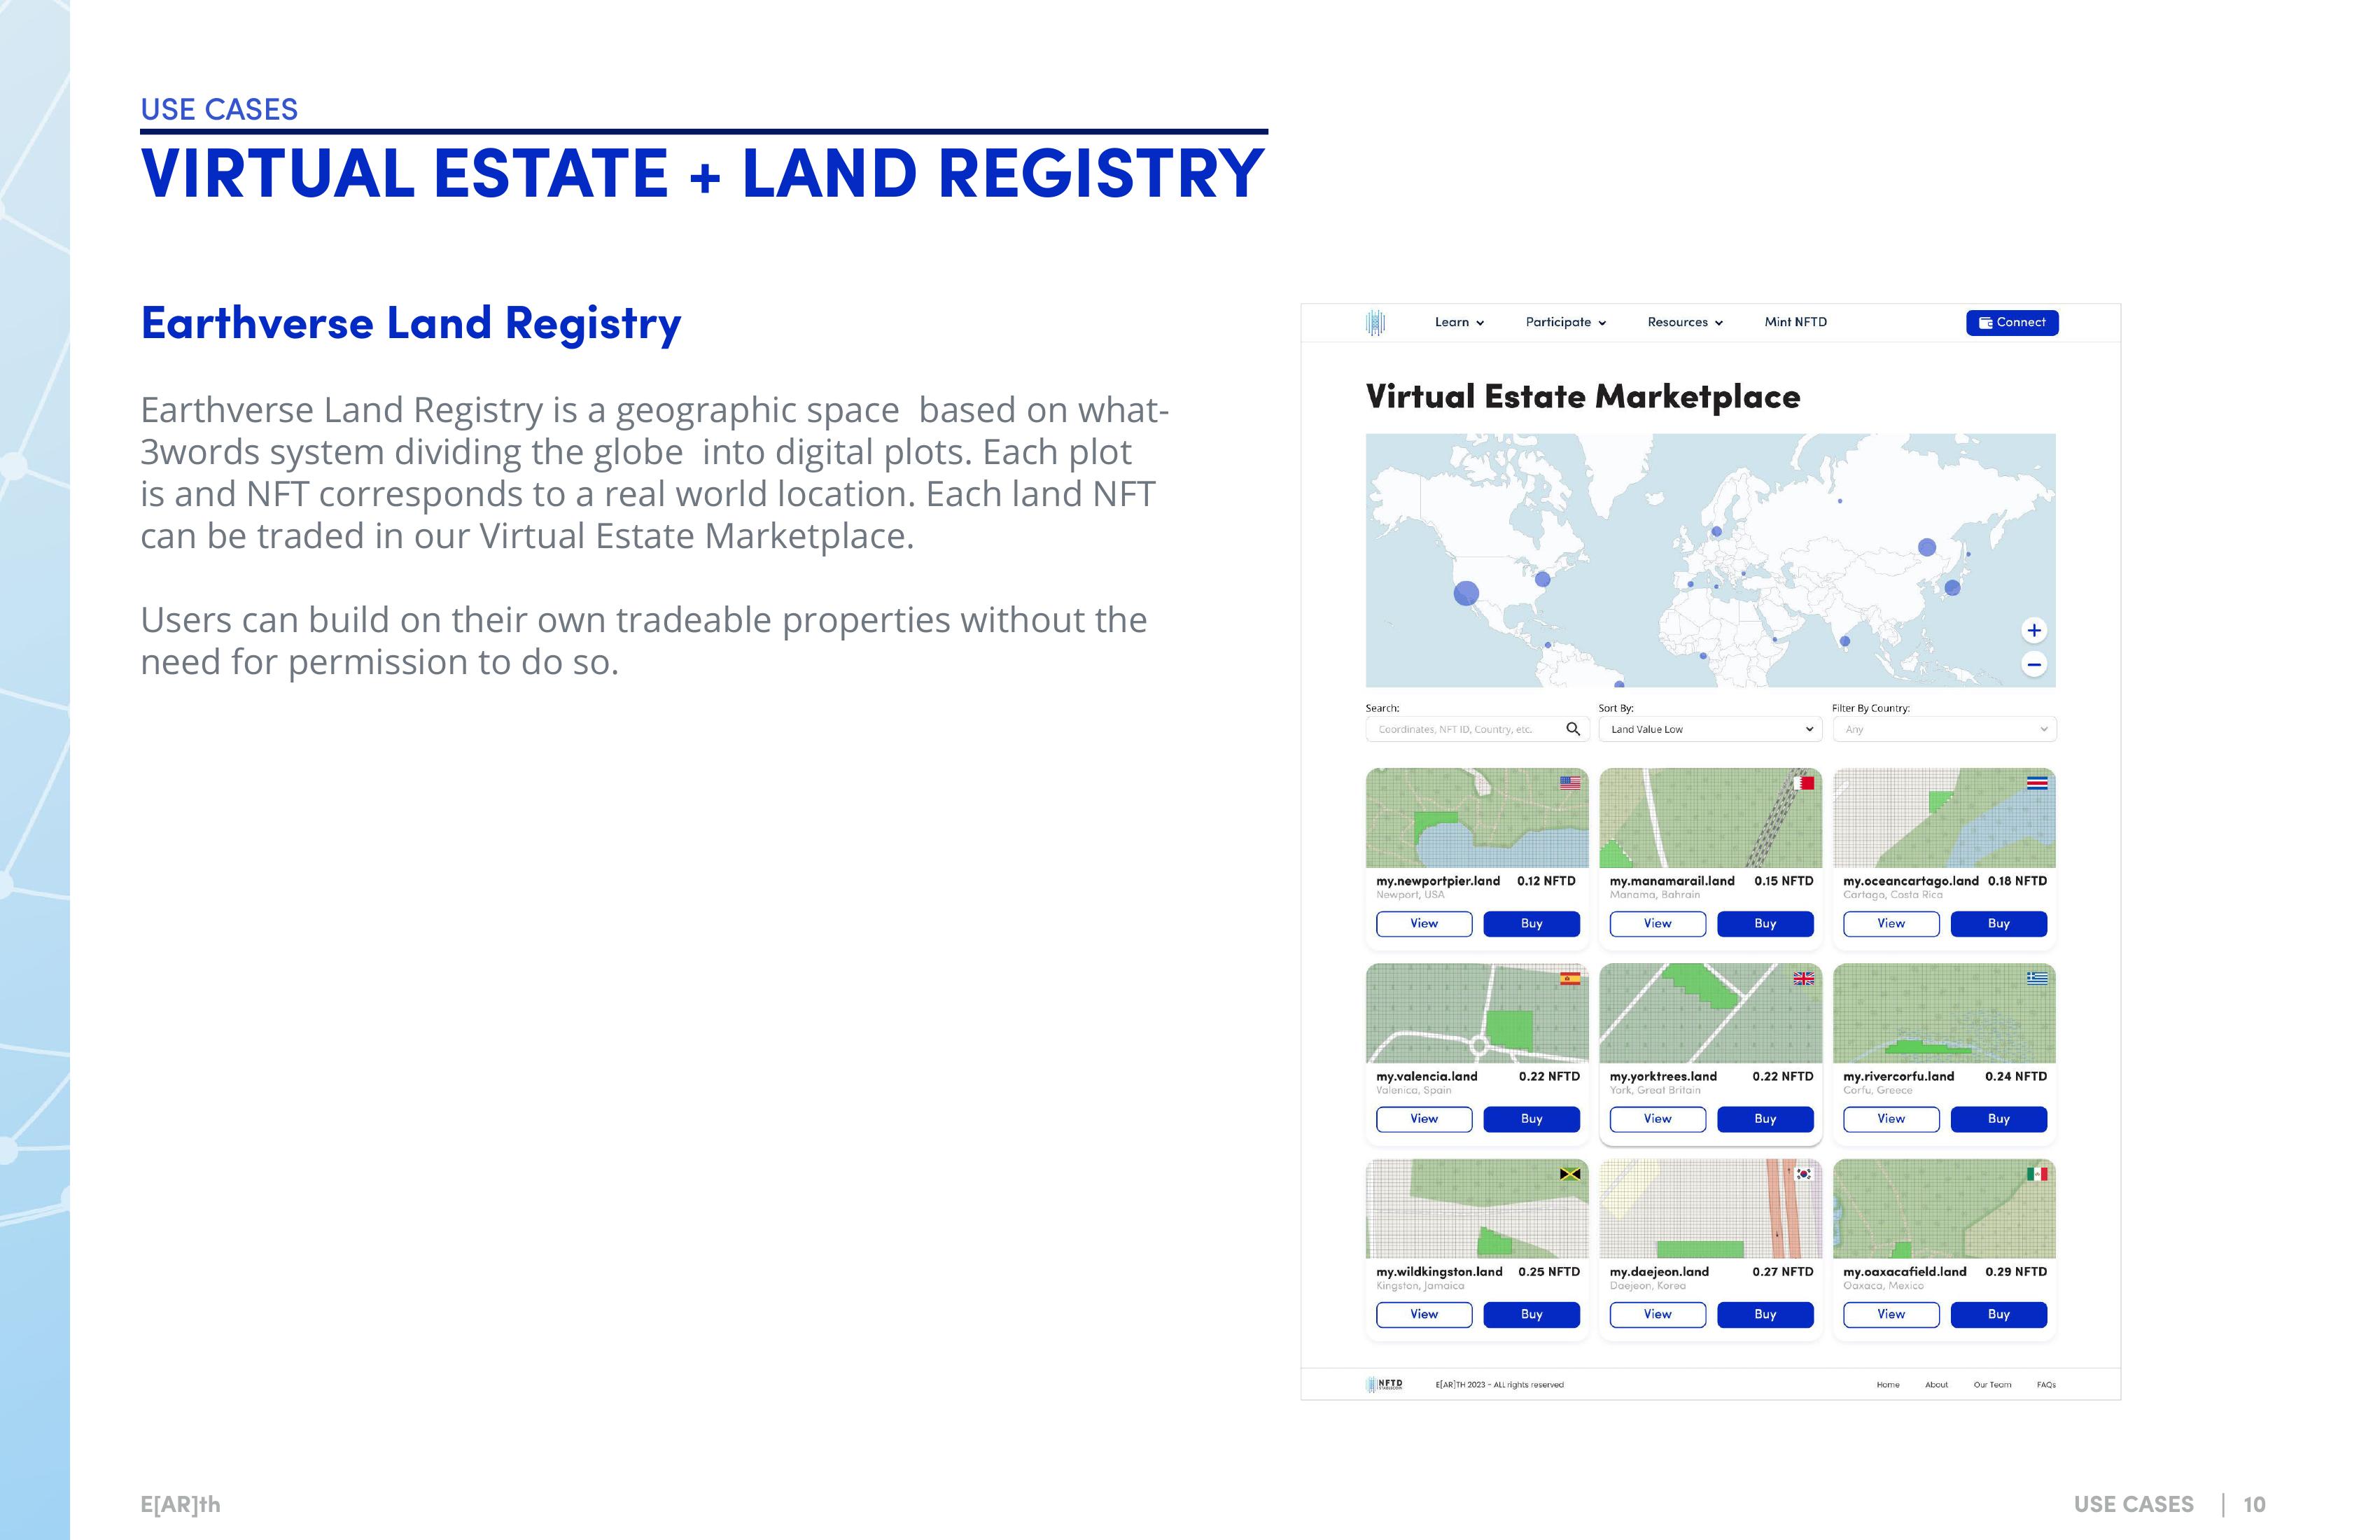 USE CASES
VIRTUAL ESTATE + LAND REGISTRY
Earthverse Land Registry
Earthverse Land Registry is a geographic space  based on what-
3words system dividing the globe  into digital plots. Each plot
is and NFT corresponds to a real world location. Each land NFT
can be traded in our Virtual Estate Marketplace.
Users can build on their own tradeable properties without the
need for permission to do so.
Learn Participate Resources Mint NFTD Connect
Virtual Estate Marketplace
+
−
Search: Sort By: Filter By Country:
Coordinates, NFT ID, Country, etc. Land Value Low Any
my.newportpier.land 0.12 NFTD my.manamarail.land 0.15 NFTD my.oceancartago.land 0.18 NFTD
Newport, USA Manama, Bahrain Cartago, Costa Rica
View Buy View Buy View Buy
my.valencia.land 0.22 NFTD my.yorktrees.land 0.22 NFTD my.rivercorfu.land 0.24 NFTD
Valenica, Spain York, Great Britain Corfu, Greece
View Buy View Buy View Buy
my.wildkingston.land 0.25 NFTD my.daejeon.land 0.27 NFTD my.oaxacafield.land 0.29 NFTD
Kingston, Jamaica Daejeon, Korea Oaxaca, Mexico
View Buy View Buy View Buy
NFTD E[AR]TH 2023 - ALL rights reserved Home About Our Team FAQs
E[AR]th USE CASES | 10